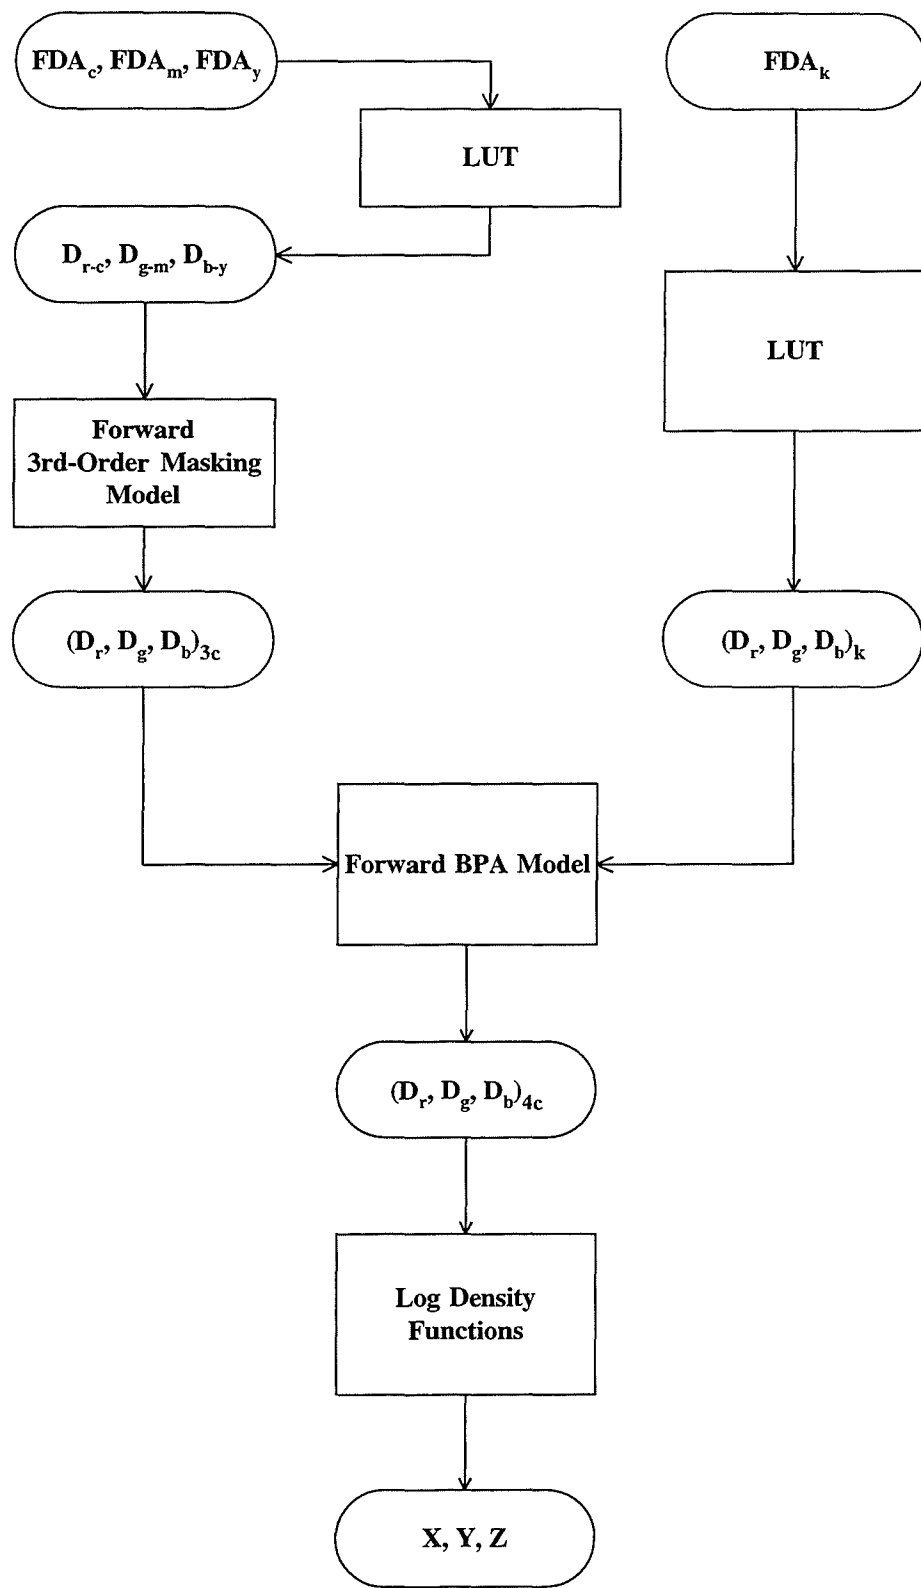 FDA_c, FDA_m, FDA_y
FDA_k
LUT
D_r-c, D_g-m, D_b-y
LUT
Forward
3rd-Order Masking
Model
(D_r, D_g, D_b)_3c
(D_r, D_g, D_b)_k
Forward BPA Model
(D_r, D_g, D_b)_4c
Log Density
Functions
X, Y, Z